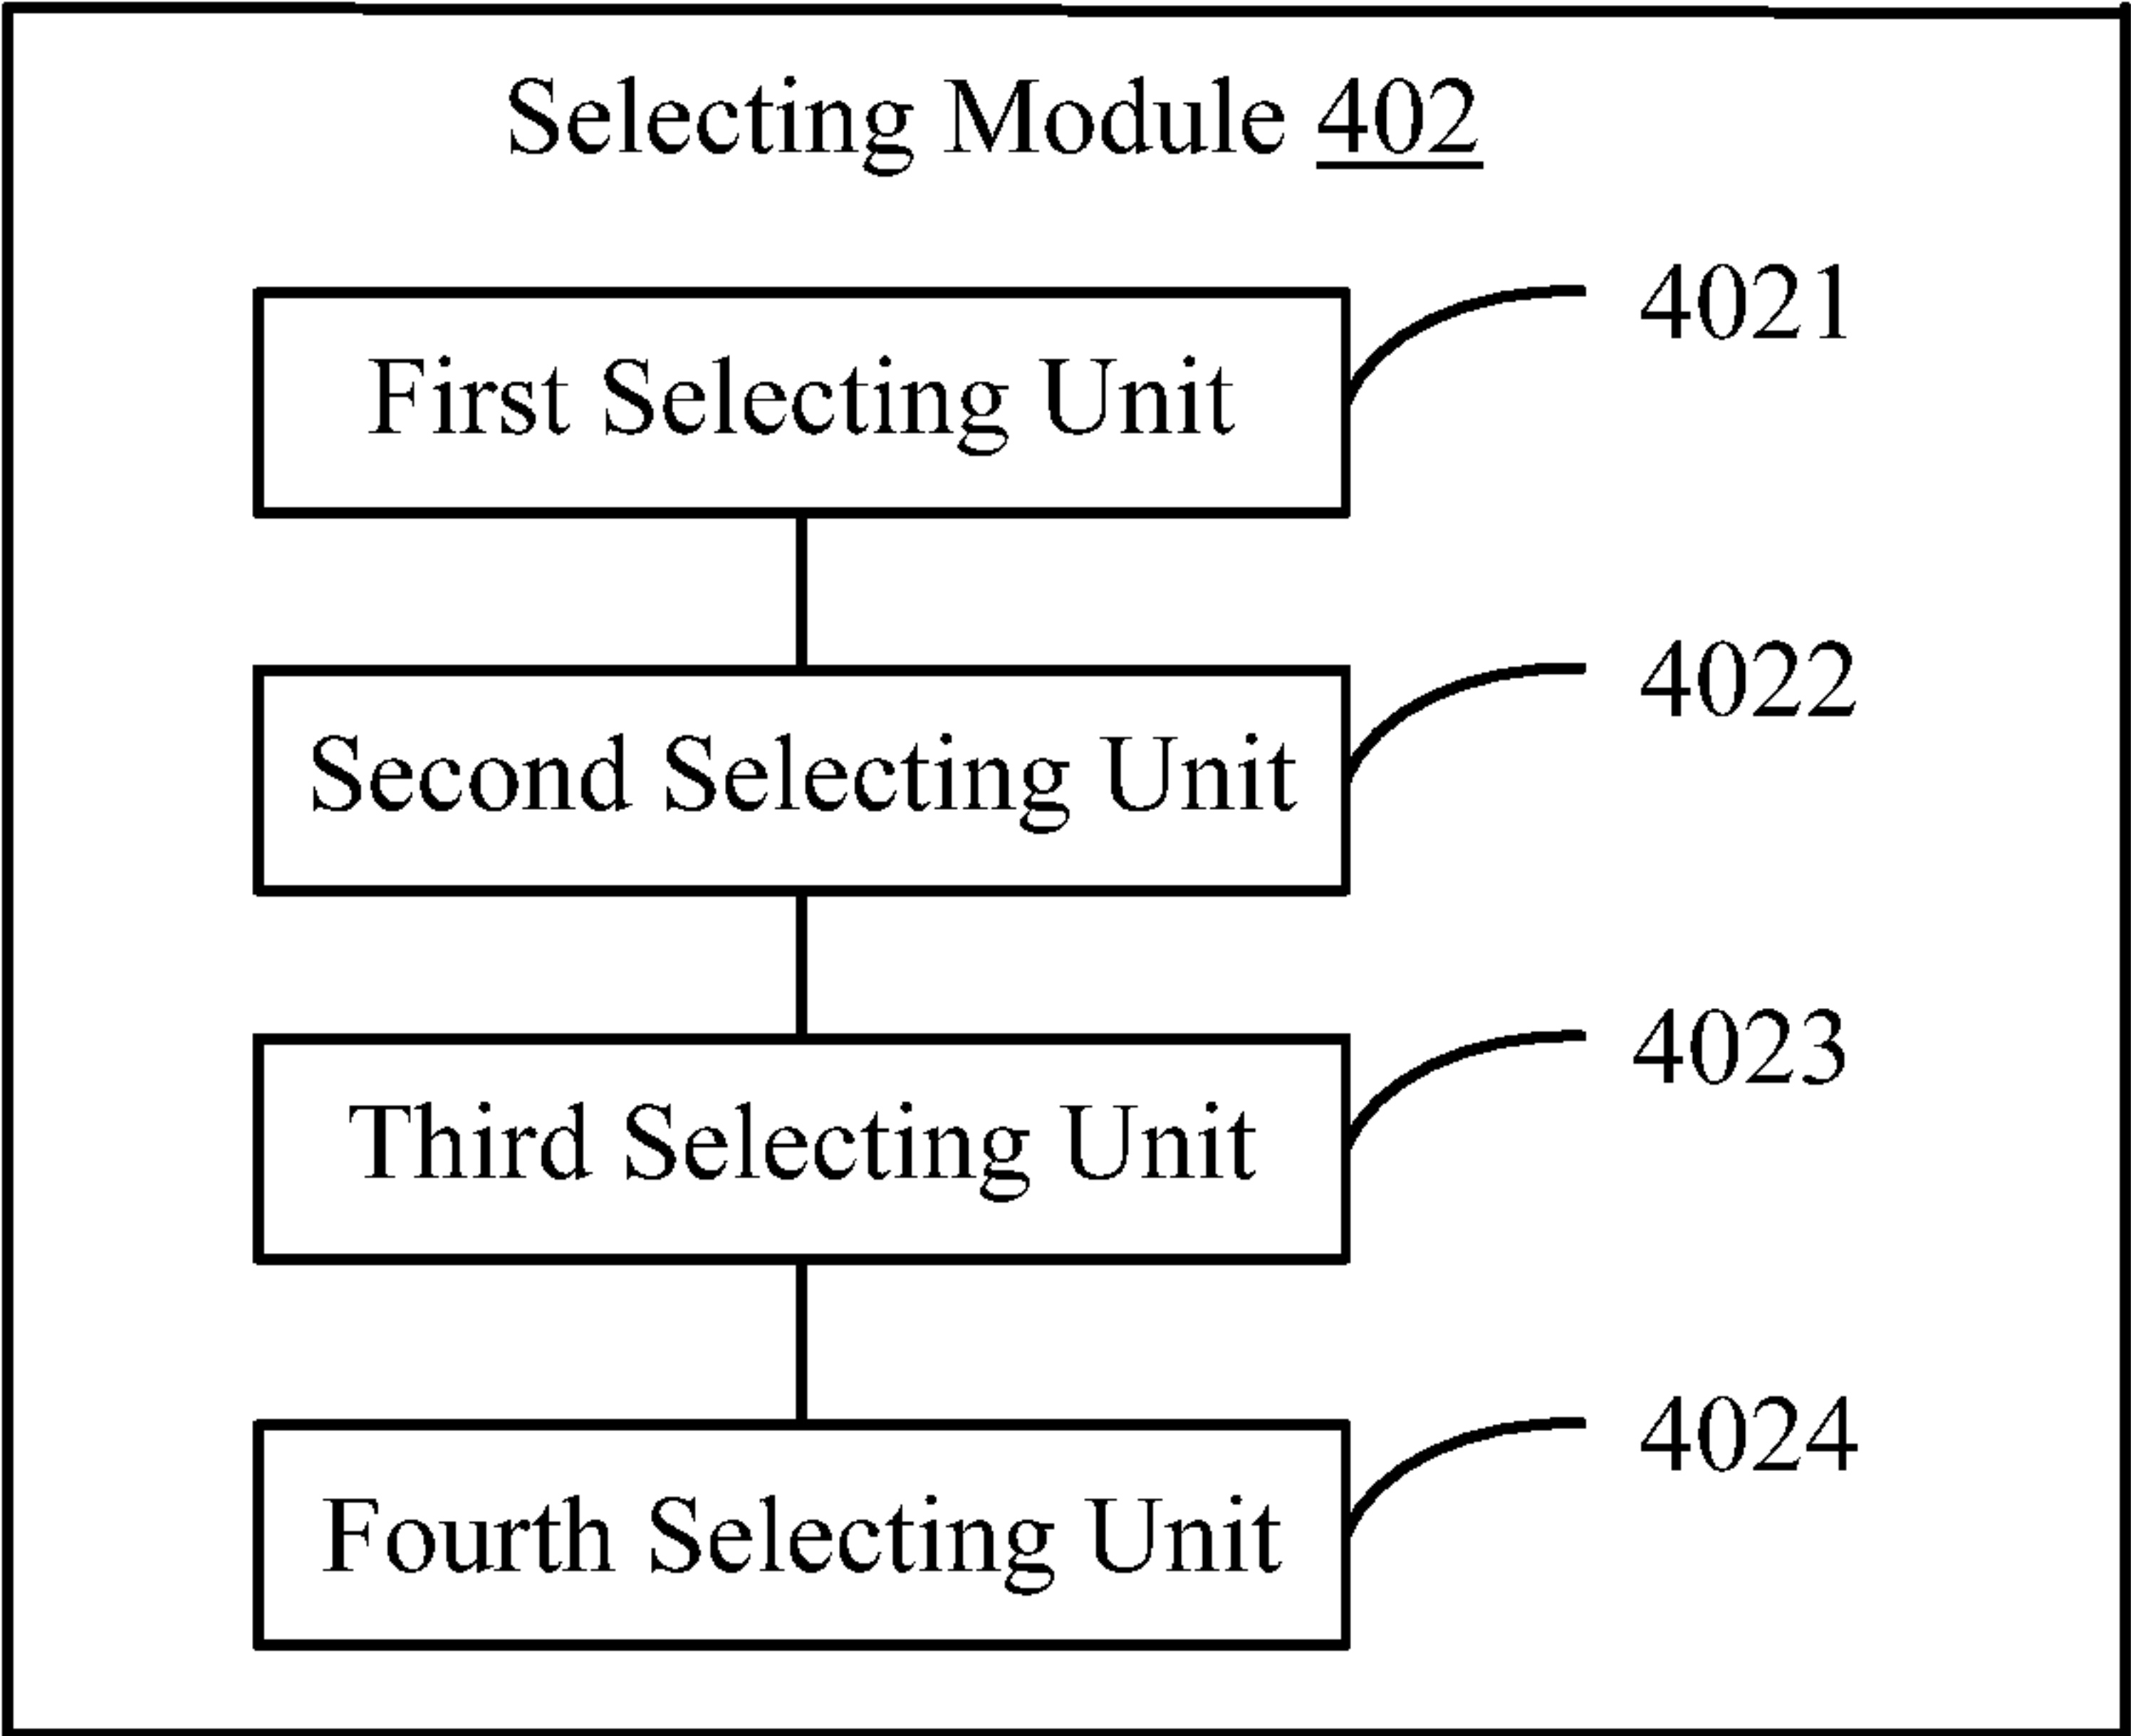 Selecting Module 402
4021
First Selecting Unit
4022
Second Selecting Unit
4023
Third Selecting Unit
4024
Fourth Selecting Unit